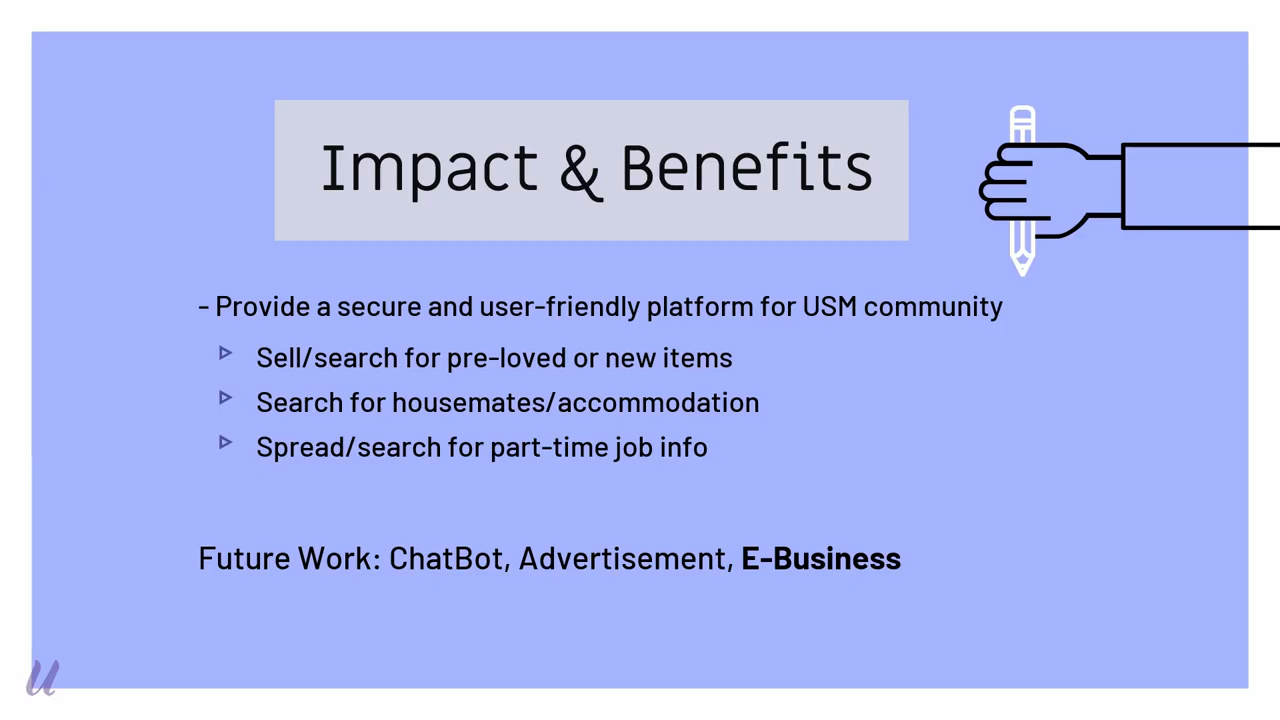 Impact & Benefits
- Provide a secure and user-friendly platform for USM community
Sell/search for pre-loved or new items
Search for housemates/accommodation
Spread/search for part-time job info
Future Work: ChatBot, Advertisement, E-Business
u